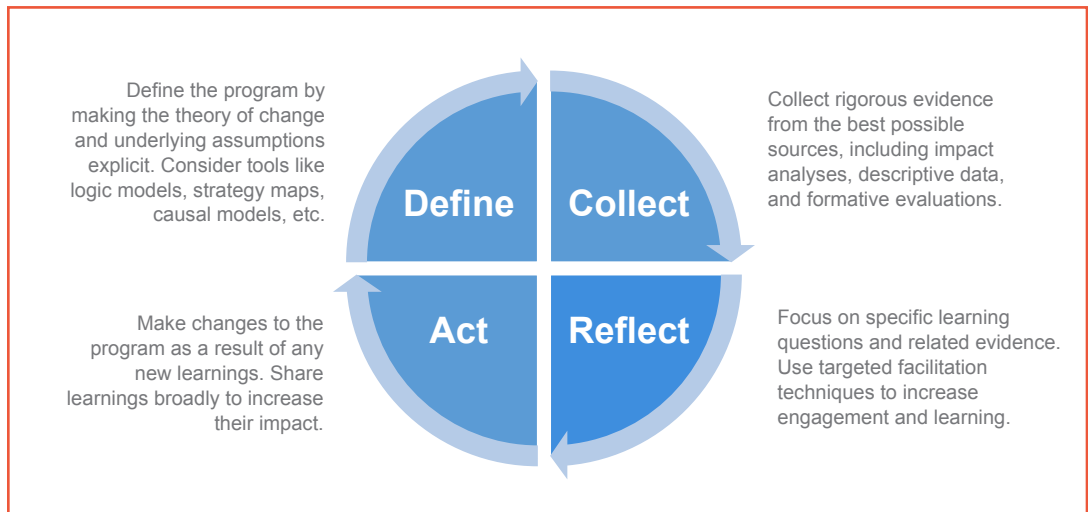 Define the program by
making the theory of change
and underlying assumptions
explicit. Consider tools like
logic models, strategy maps,
causal models, etc.
Define
Collect
Collect rigorous evidence
from the best possible
sources, including impact
analyses, descriptive data,
and formative evaluations.
Make changes to the
program as a result of any
new learnings. Share
learnings broadly to increase
their impact.
Act
Reflect
Focus on specific learning
questions and related evidence.
Use targeted facilitation
techniques to increase
engagement and learning.